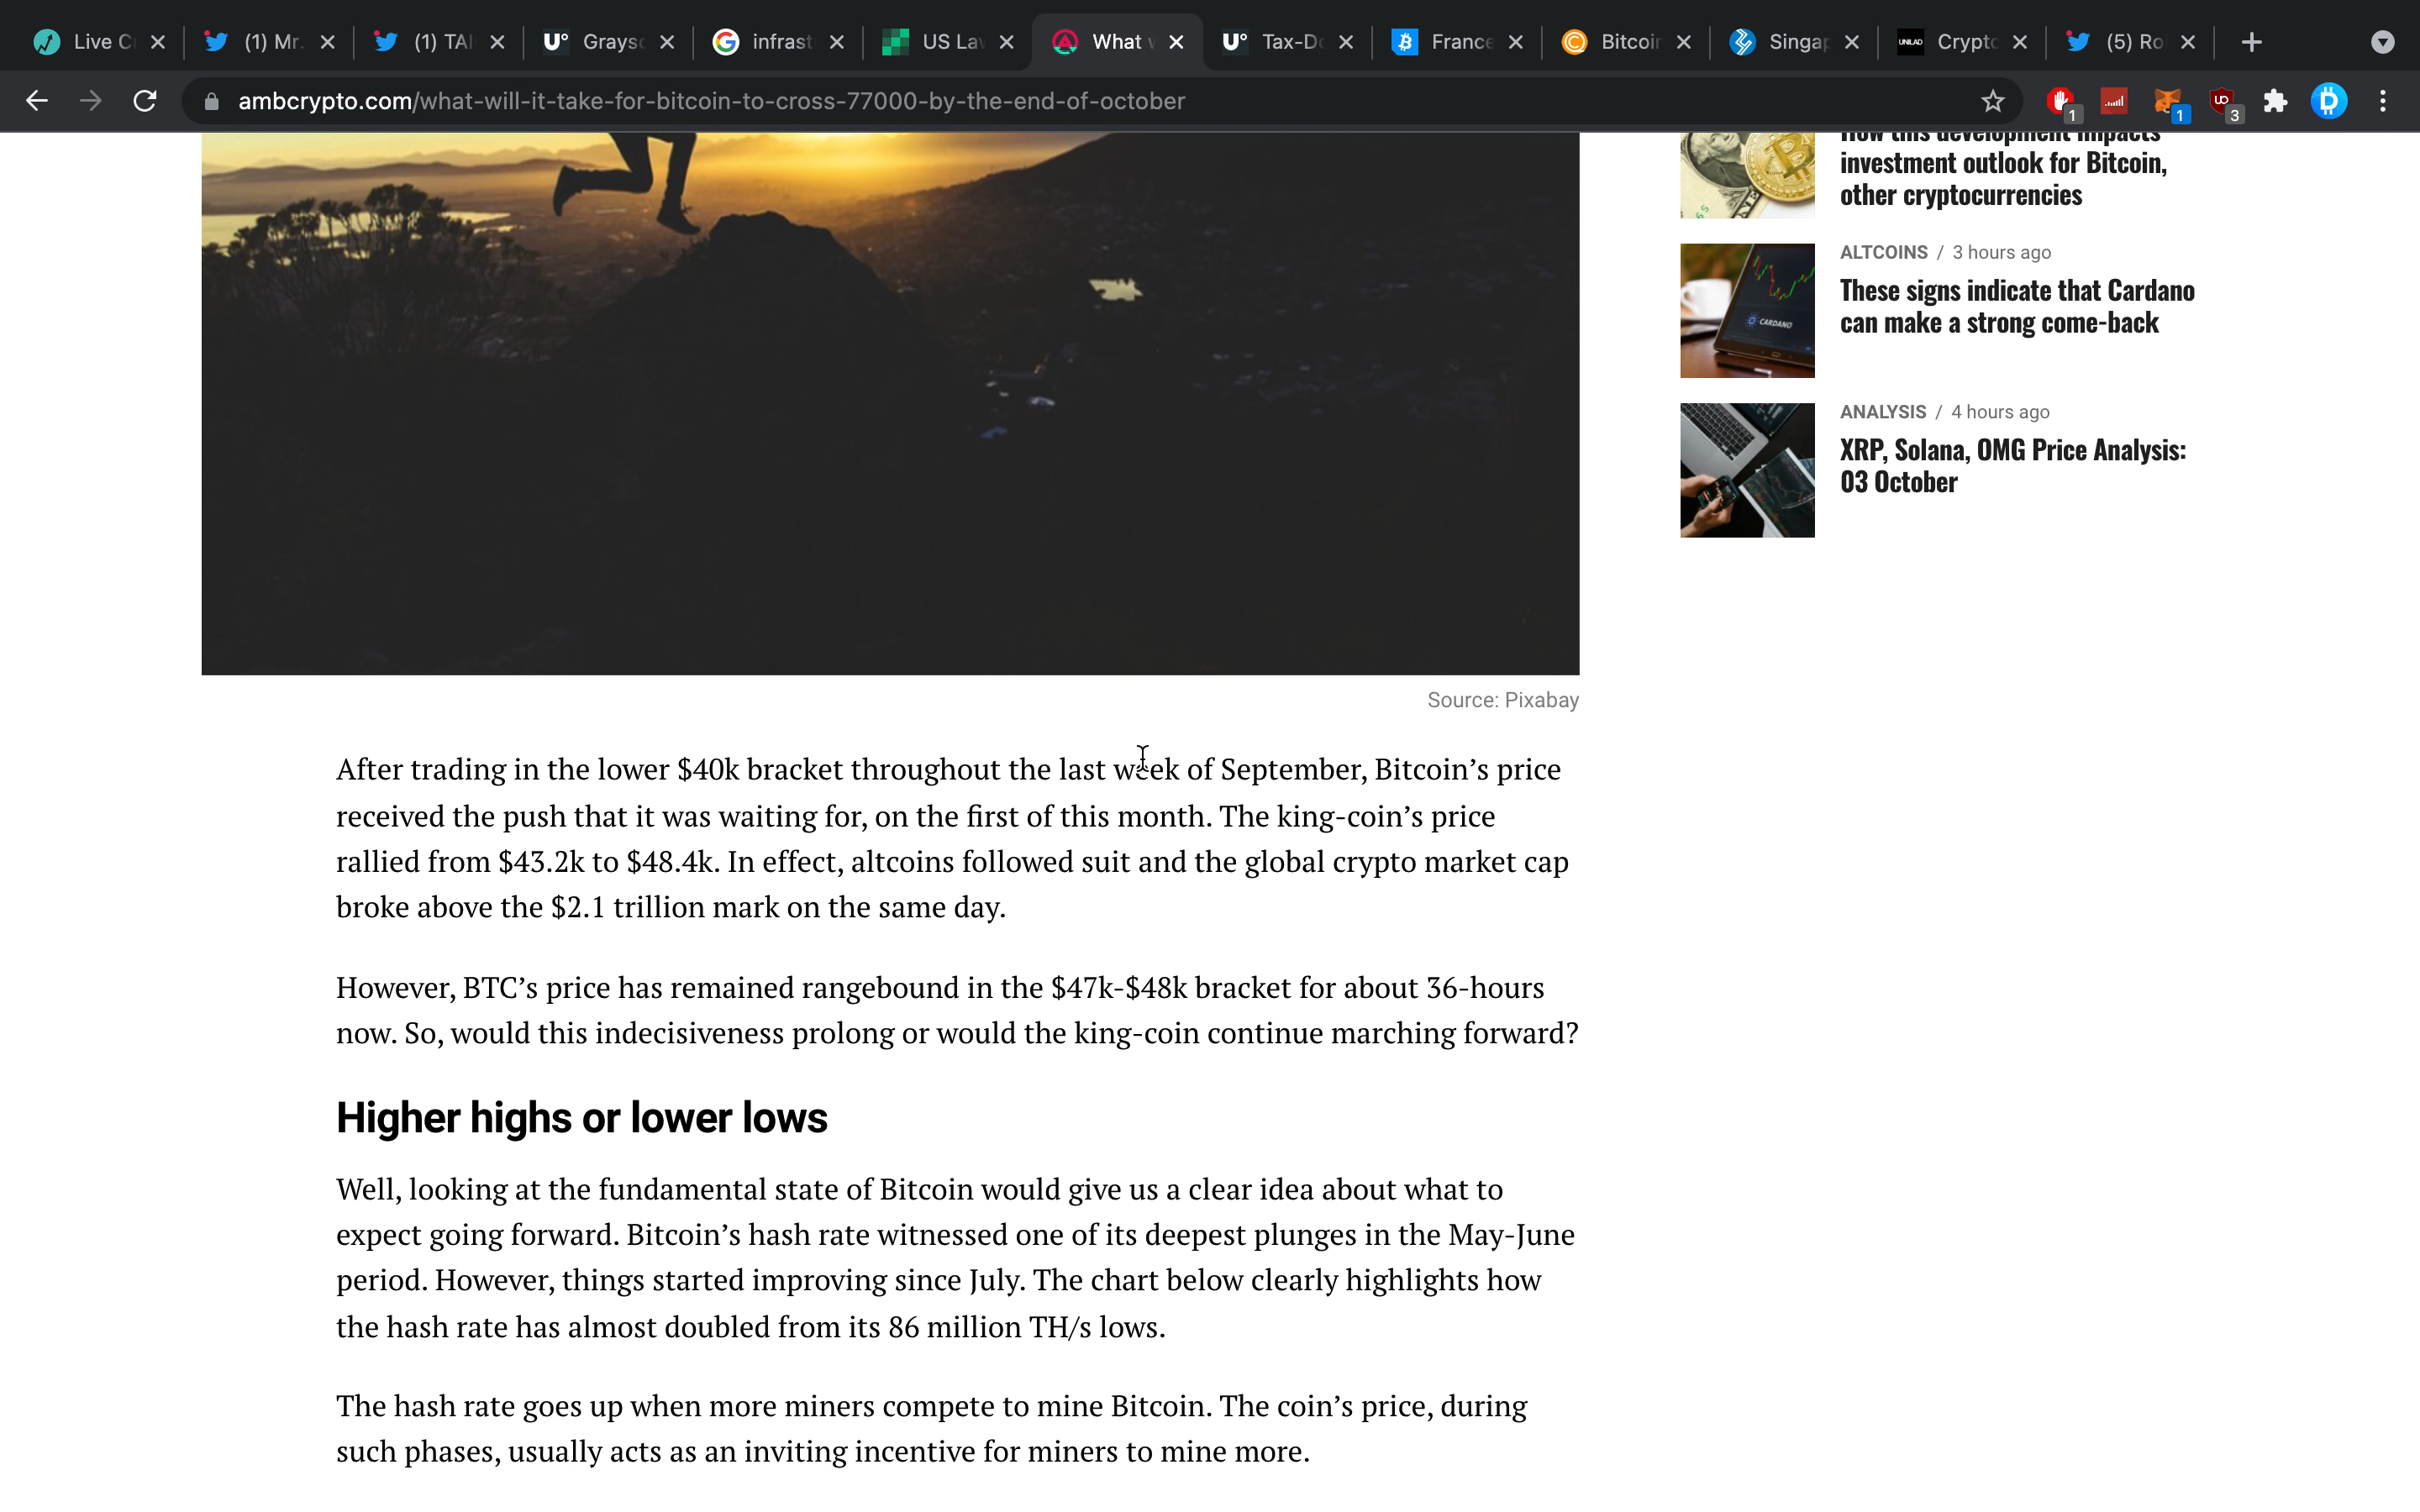 Live C
(1) Mr.
(1) TAI
Graysc
infrast
US La
What
Tax-D
France
Bitcoin
Singap
UNILAD
Crypto
(5) Ro
ambcrypto.com/what-will-it-take-for-bitcoin-to-cross-77000-by-the-end-of-october
1
1
3
How this development impacts
investment outlook for Bitcoin,
other cryptocurrencies
ALTCOINS / 3 hours ago
These signs indicate that Cardano
can make a strong come-back
CARDANO
ANALYSIS / 4 hours ago
XRP, Solana, OMG Price Analysis:
03 October
Source: Pixabay
After trading in the lower $40k bracket throughout the last week of September, Bitcoin’s price
received the push that it was waiting for, on the first of this month. The king-coin’s price
rallied from $43.2k to $48.4k. In effect, altcoins followed suit and the global crypto market cap
broke above the $2.1 trillion mark on the same day.
However, BTC’s price has remained rangebound in the $47k-$48k bracket for about 36-hours
now. So, would this indecisiveness prolong or would the king-coin continue marching forward?
Higher highs or lower lows
Well, looking at the fundamental state of Bitcoin would give us a clear idea about what to
expect going forward. Bitcoin’s hash rate witnessed one of its deepest plunges in the May-June
period. However, things started improving since July. The chart below clearly highlights how
the hash rate has almost doubled from its 86 million TH/s lows.
The hash rate goes up when more miners compete to mine Bitcoin. The coin’s price, during
such phases, usually acts as an inviting incentive for miners to mine more.